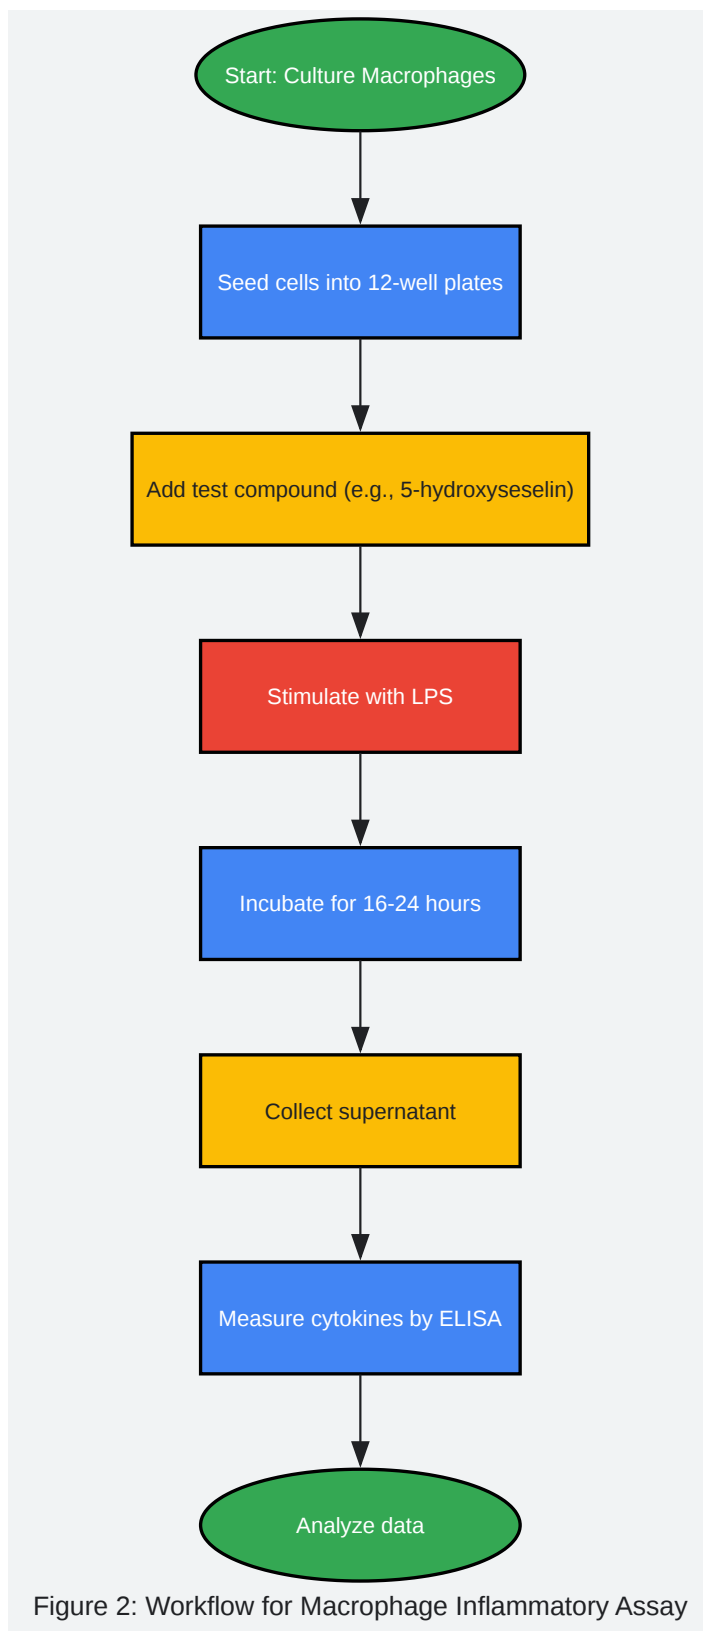 Start: Culture Macrophages
Seed cells into 12-well plates
Add test compound (e.g., 5-hydroxyseselin)
Stimulate with LPS
Incubate for 16-24 hours
Collect supernatant
Measure cytokines by ELISA
Analyze data
Figure 2: Workflow for Macrophage Inflammatory Assay